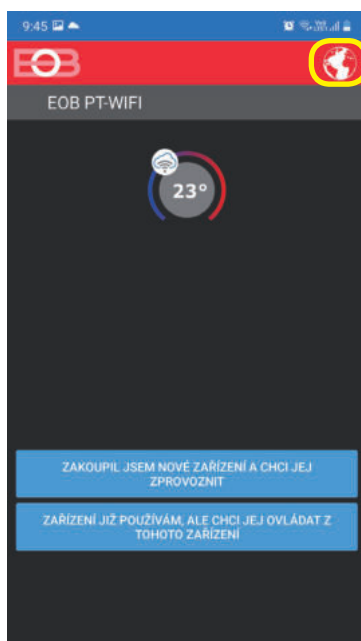 9:45
EOB
EOB PT-WIFI
23°
ZAKOUPIL JSEM NOVÉ ZAŘÍZENÍ A CHCI JEJ
ZPROVOZNIT
ZAŘÍZENÍ JIŽ POUŽÍVÁM, ALE CHCI JEJ OVLÁDAT Z
TOHOTO ZAŘÍZENÍ